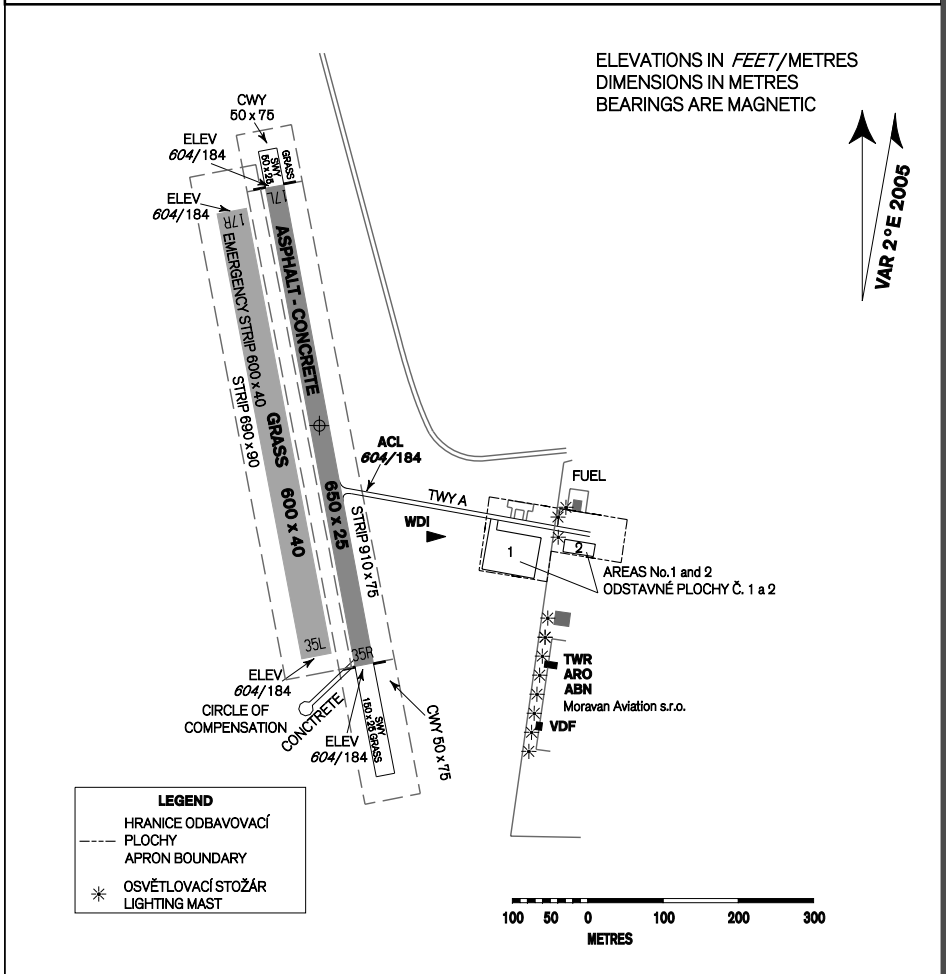 ELEVATIONS IN FEET/METRES
DIMENSIONS IN METRES
BEARINGS ARE MAGNETIC
VAR 2°E 2005
CWY
50 x 75
ELEV
604/184
SWY
50 x 25
GRASS
ELEV
604/184
17L
17R
ASPHALT - CONCRETE
650 x 25
EMERGENCY STRIP 600 x 40
STRIP 690 x 90
GRASS 600 x 40
ACL
604/184
TWY A
FUEL
WDI
STRIP 910 x 75
1
2
AREAS No.1 and 2
ODSTAVNÉ PLOCHY Č. 1 a 2
35L
35R
ELEV
604/184
CIRCLE OF
COMPENSATION
CONCTRETE
ELEV
604/184
SWY
150 x 25 GRASS
CWY 50 x 75
TWR
ARO
ABN
Moravan Aviation s.r.o.
VDF
LEGEND
HRANICE ODBAVOVACÍ
PLOCHY
APRON BOUNDARY
OSVĚTLOVACÍ STOŽÁR
LIGHTING MAST
100 50 0 100 200 300
METRES